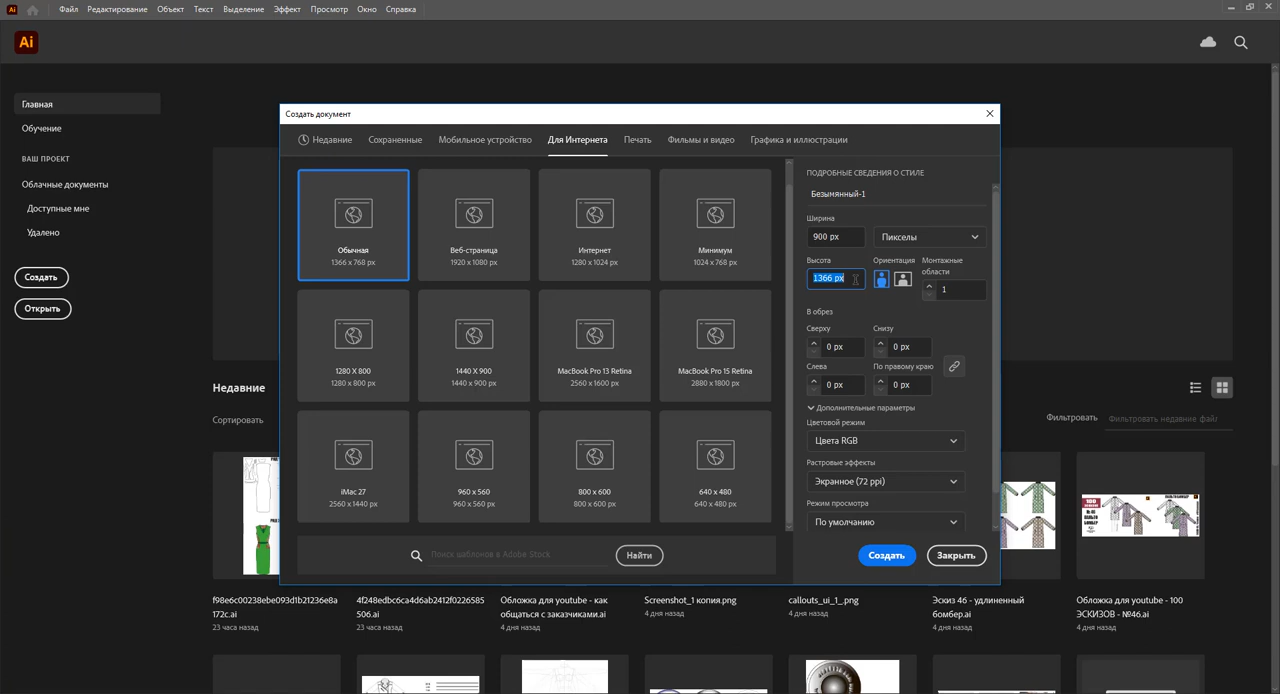 Ai
Файл Редактирование Объект Текст Выделение Эффект Просмотр Окно Справка
Ai
Главная
Обучение
ВАШ ПРОЕКТ
Облачные документы
Доступные мне
Удалено
Создать
Открыть
Создать документ
Недавние Сохраненные Мобильное устройство Для Интернета Печать Фильмы и видео Графика и иллюстрации
Обычная
1366 x 768 px
Веб-страница
1920 x 1080 px
Интернет
1280 x 1024 px
Минимум
1024 x 768 px
1280 X 800
1280 x 800 px
1440 X 900
1440 x 900 px
MacBook Pro 13 Retina
2560 x 1600 px
MacBook Pro 15 Retina
2880 x 1800 px
iMac 27
2560 x 1440 px
960 x 560
960 x 560 px
800 x 600
800 x 600 px
640 x 480
640 x 480 px
Поиск шаблонов в Adobe Stock
Найти
ПОДРОБНЫЕ СВЕДЕНИЯ О СТИЛЕ
Безымянный-1
Ширина
900 px
Пикселы
Высота
1366 px
Ориентация
Монтажные
области
1
В обрез
Сверху
0 px
Снизу
0 px
Слева
0 px
По правому краю
0 px
Дополнительные параметры
Цветовой режим
Цвета RGB
Растровые эффекты
Экранное (72 ppi)
Режим просмотра
По умолчанию
Создать
Закрыть
Недавние
Сортировать
Фильтровать
Фильтровать недавние файл
f98e6c00238ebe093d1b21236e8a
172c.ai
23 часа назад
4f248edbc6ca4d6ab2412f0226585
506.ai
23 часа назад
Обложка для youtube - как
общаться с заказчиками.ai
4 дня назад
Screenshot_1 копия.png
4 дня назад
callouts_ui_1_.png
4 дня назад
Эскиз 46 - удлиненный
бомбер.ai
4 дня назад
Обложка для youtube - 100
ЭСКИЗОВ - №46.ai
4 дня назад